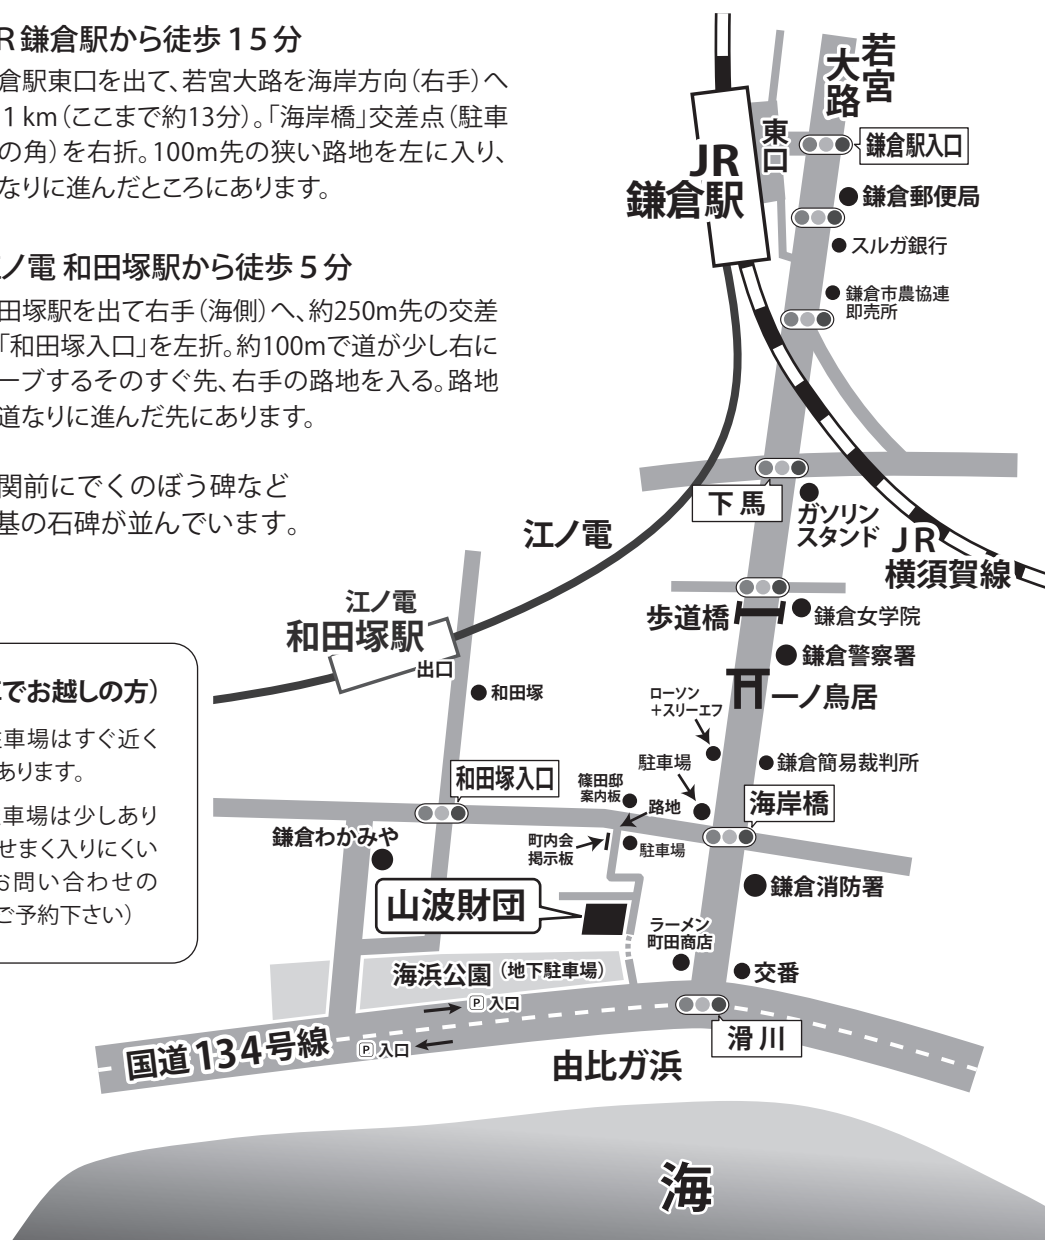 R 鎌倉駅から徒歩 15 分
倉駅東口を出て、若宮大路を海岸方向（右手）へ
1 km（ここまで約13分）。「海岸橋」交差点（駐車
の角）を右折。100m先の狭い路地を左に入り、
なりに進んだところにあります。
ノ電 和田塚駅から徒歩 5 分
田塚駅を出て右手（海側）へ、約250m先の交差
「和田塚入口」を左折。約100mで道が少し右に
ーブするそのすぐ先、右手の路地を入る。路地
道なりに進んだ先にあります。
関前にでくのぼう碑など
基の石碑が並んでいます。
でお越しの方）
車場はすぐ近く
あります。
車場は少しあり
せまく入りにくい
お問い合わせの
ご予約下さい）
若宮
大路
東口
鎌倉駅入口
JR
鎌倉駅
鎌倉郵便局
スルガ銀行
鎌倉市農協連
即売所
下馬
ガソリン
スタンド
JR
横須賀線
江ノ電
江ノ電
和田塚駅
出口
歩道橋
鎌倉女学院
鎌倉警察署
一ノ鳥居
和田塚
ローソン
＋スリーエフ
駐車場
鎌倉簡易裁判所
和田塚入口
篠田邸
案内板
路地
海岸橋
鎌倉わかみや
町内会
掲示板
駐車場
鎌倉消防署
山波財団
ラーメン
町田商店
海浜公園（地下駐車場）
交番
P 入口
P 入口
国道134号線
滑川
由比ガ浜
海